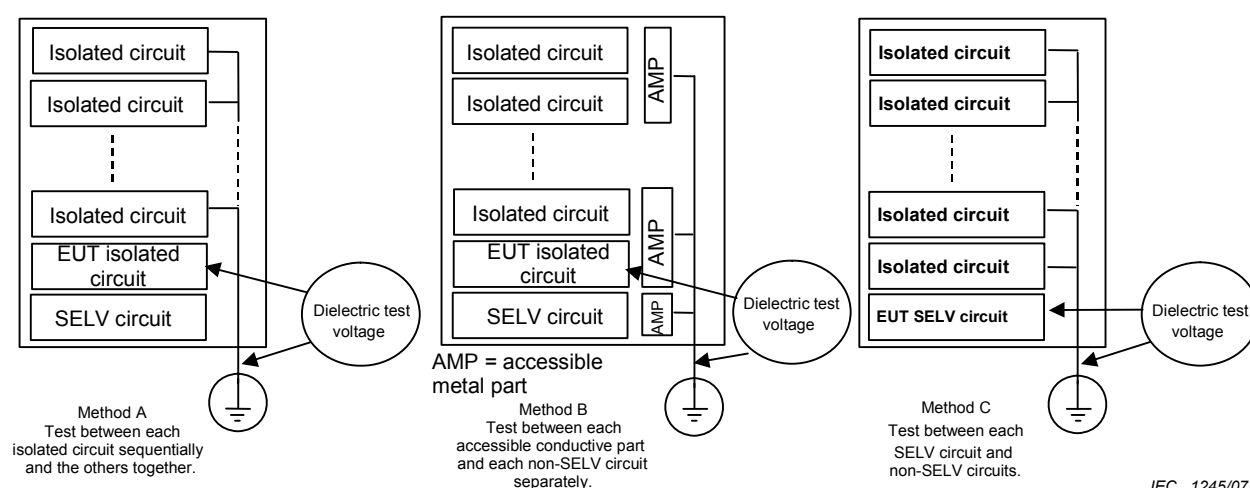 Isolated circuit
Isolated circuit
Isolated circuit
EUT isolated
circuit
SELV circuit
Dielectric test
voltage
Method A
Test between each
isolated circuit sequentially
and the others together.
Isolated circuit
Isolated circuit
AMP
Isolated circuit
EUT isolated
circuit
AMP
SELV circuit
AMP
Dielectric test
voltage
AMP = accessible
metal part
Method B
Test between each
accessible conductive part
and each non-SELV circuit
separately.
Isolated circuit
Isolated circuit
Isolated circuit
Isolated circuit
EUT SELV circuit
Dielectric test
voltage
Method C
Test between each
SELV circuit and
non-SELV circuits.
IEC 1245/07